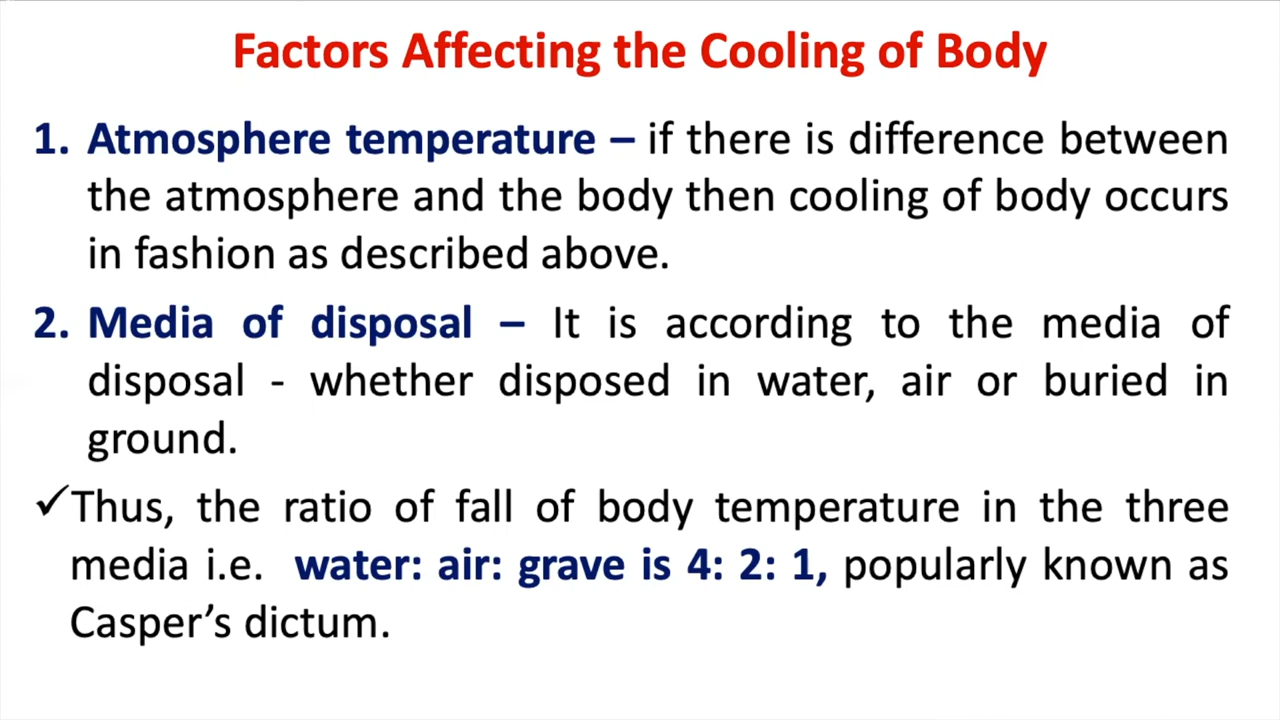 Factors Affecting the Cooling of Body
1. Atmosphere temperature – if there is difference between
the atmosphere and the body then cooling of body occurs
in fashion as described above.
2. Media of disposal – It is according to the media of
disposal - whether disposed in water, air or buried in
ground.
✓Thus, the ratio of fall of body temperature in the three
media i.e. water: air: grave is 4: 2: 1, popularly known as
Casper’s dictum.